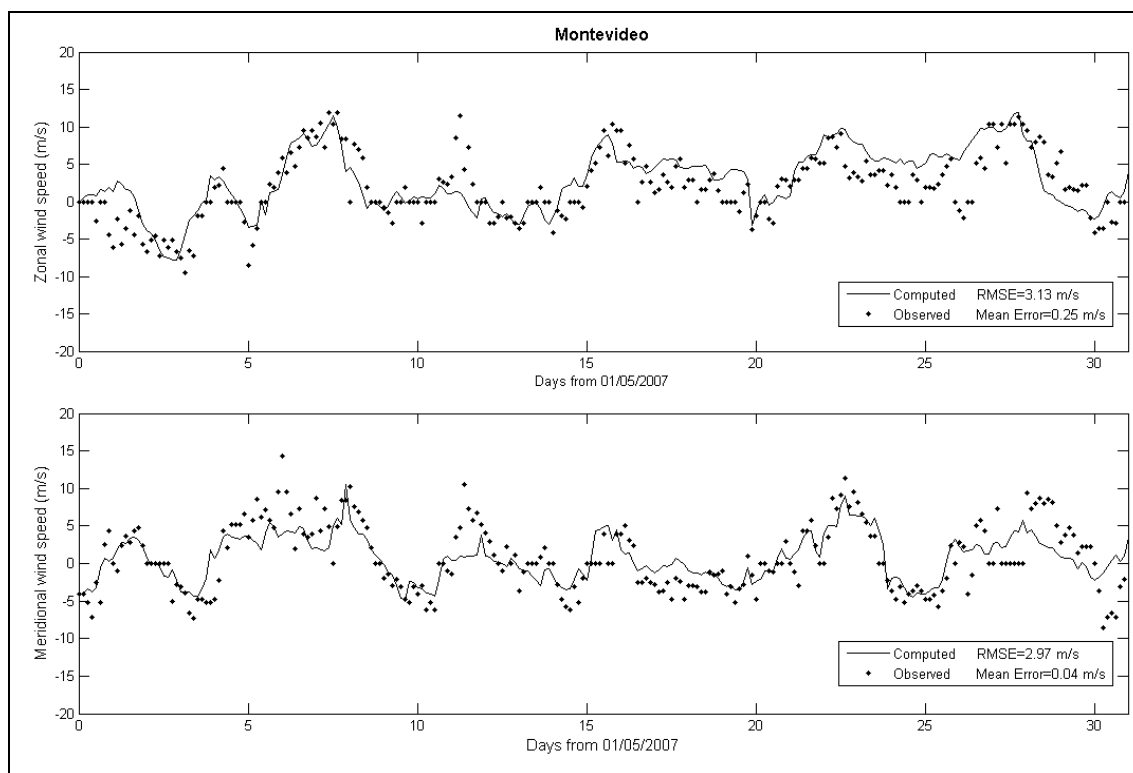 Montevideo
20
15
10
5
0
-5
-10
-15
-20
Zonal wind speed (m/s)
Computed RMSE=3.13 m/s
Observed Mean Error=0.25 m/s
0 5 10 15 20 25 30
Days from 01/05/2007
20
15
10
5
0
-5
-10
-15
-20
Meridional wind speed (m/s)
Computed RMSE=2.97 m/s
Observed Mean Error=0.04 m/s
0 5 10 15 20 25 30
Days from 01/05/2007